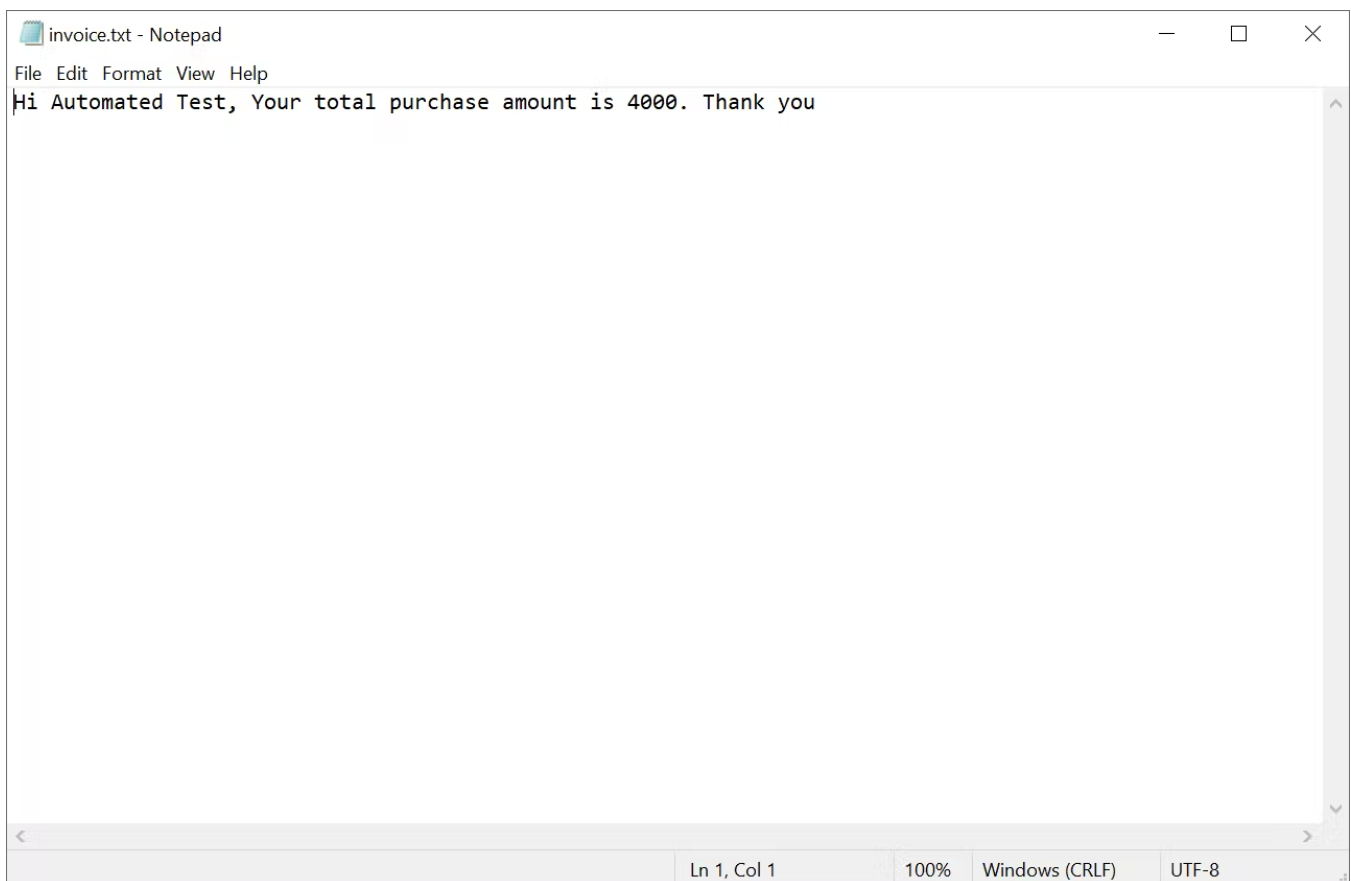 invoice.txt - Notepad
File Edit Format View Help
Hi Automated Test, Your total purchase amount is 4000. Thank you
Ln 1, Col 1 100% Windows (CRLF) UTF-8